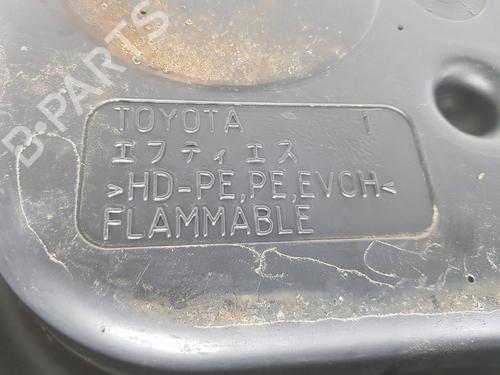 TOYOTA 1
エフティエス
>HD-PE,PE,EVOH<
FLAMMABLE
B-PARTS